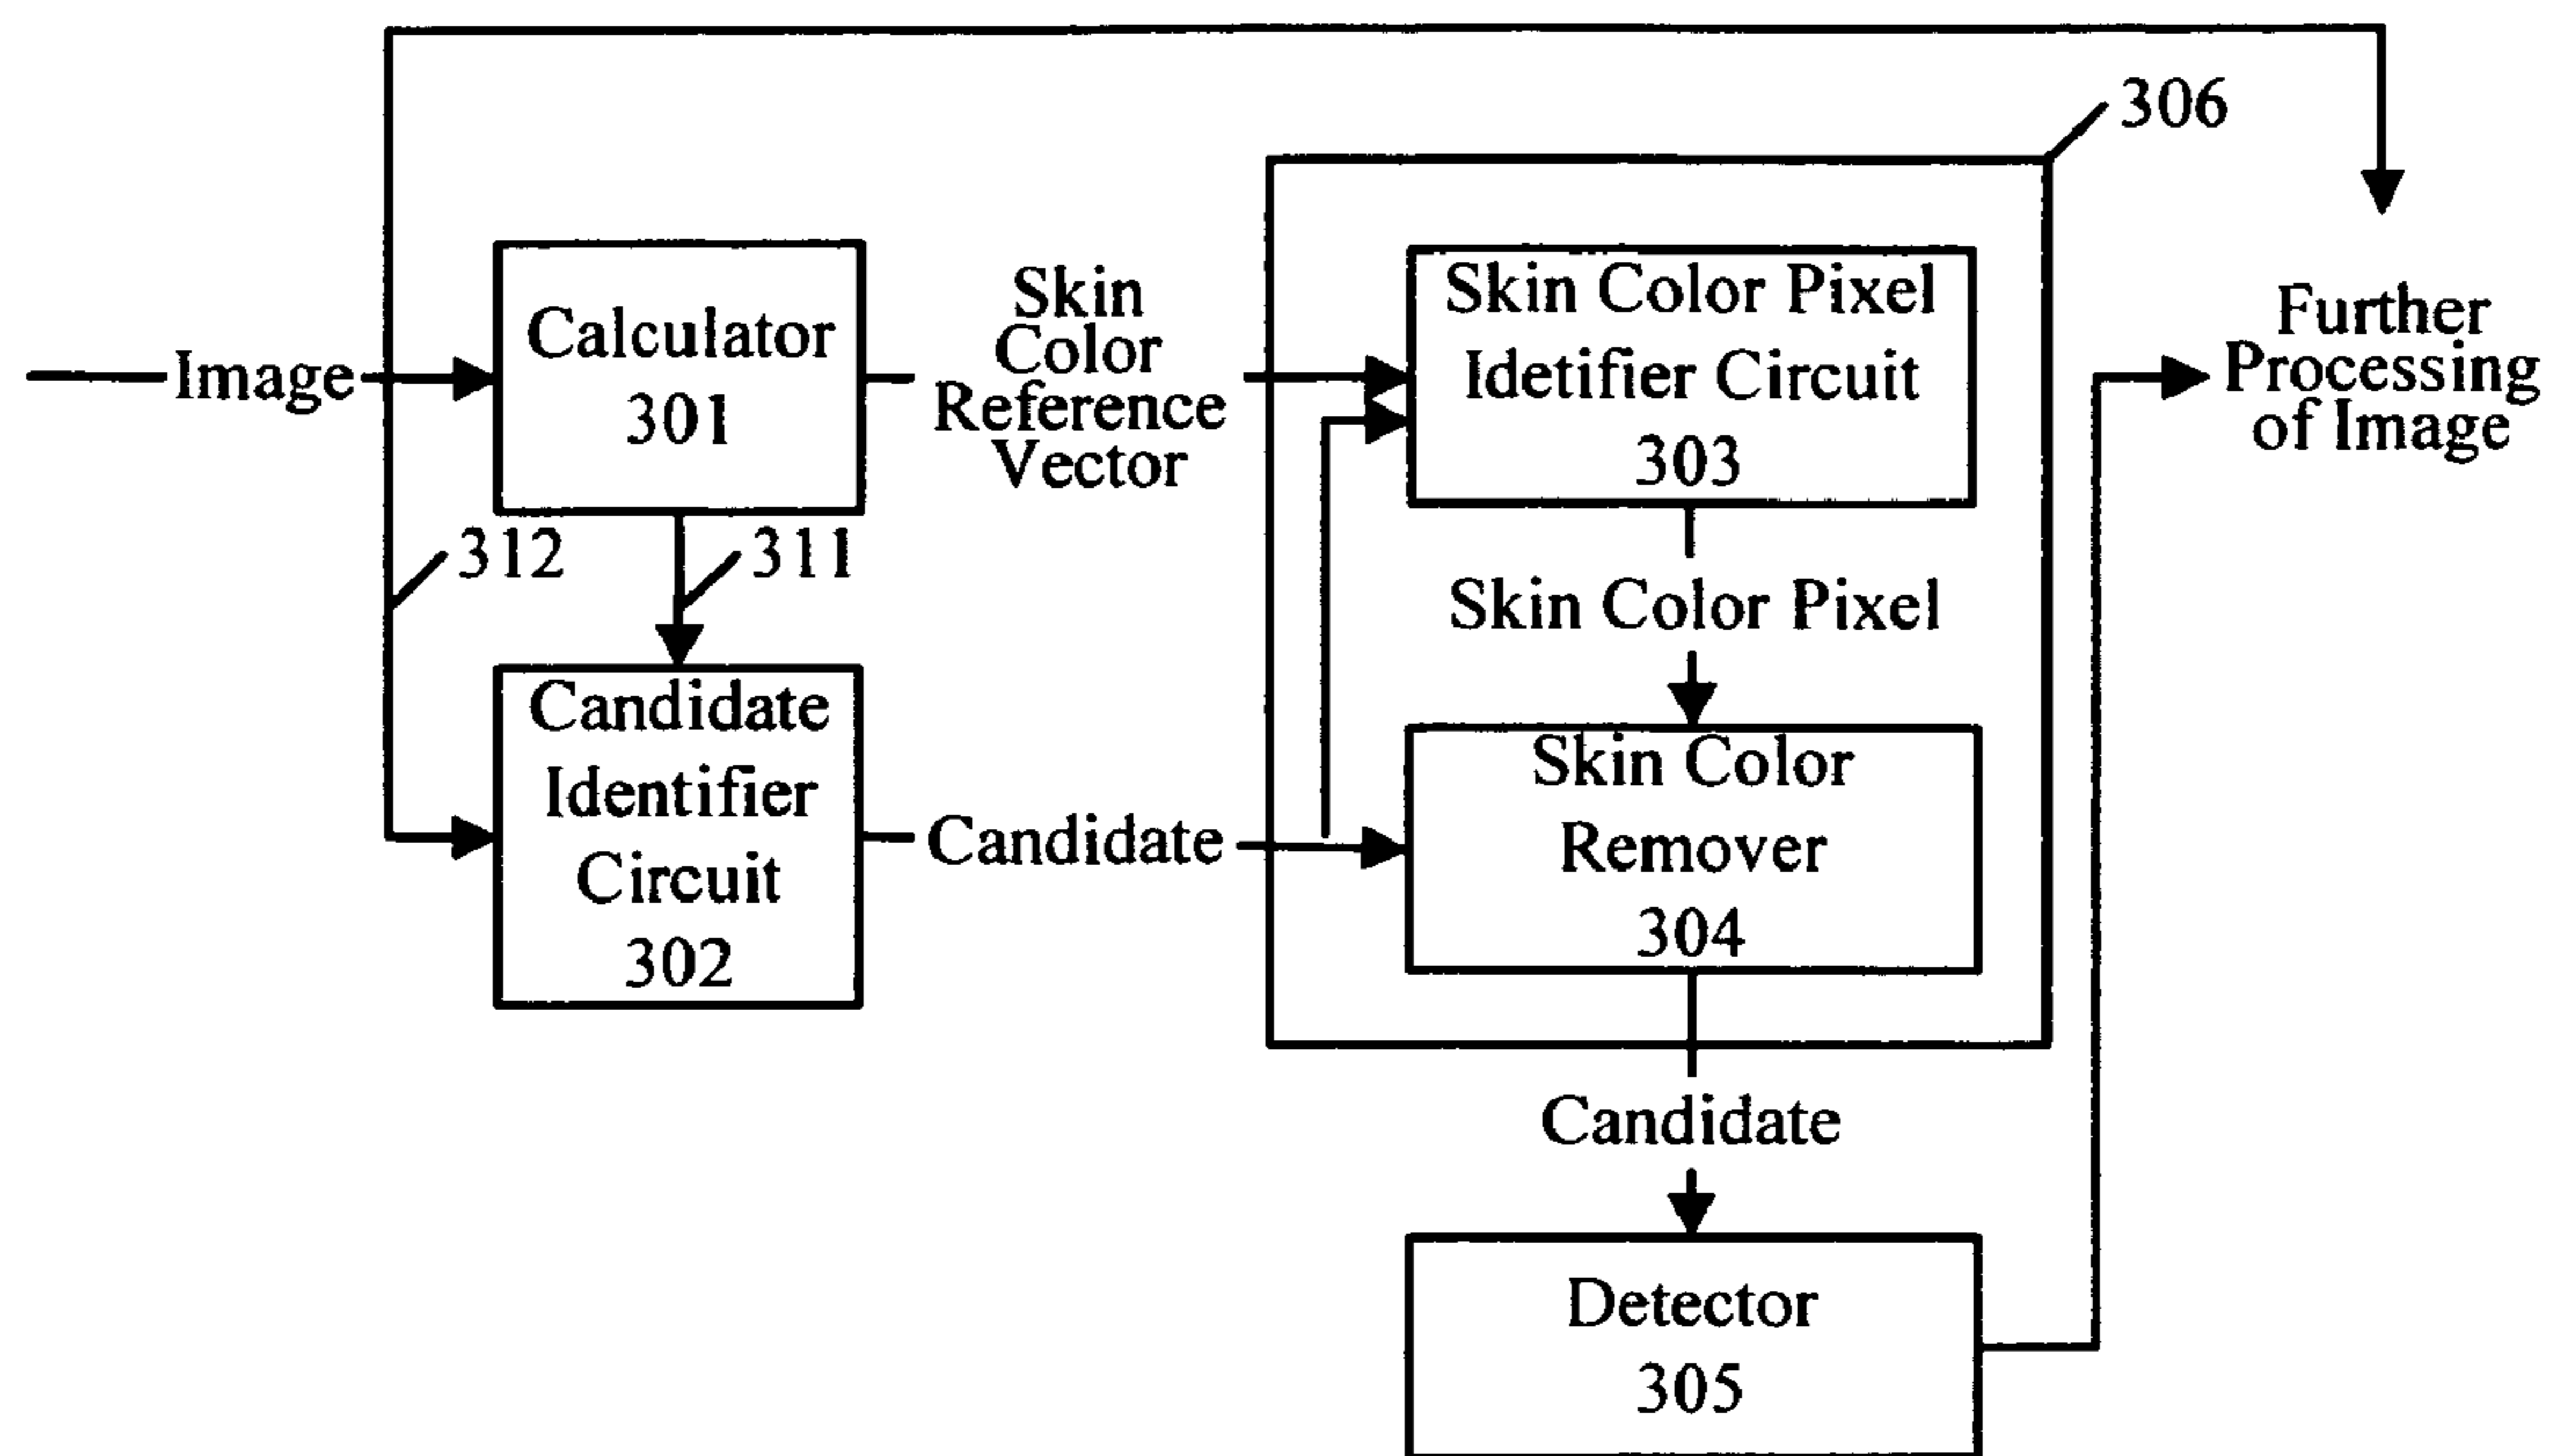 306
Image
Calculator
301
Skin
Color
Reference
Vector
Skin Color Pixel
Idetifier Circuit
303
Further
Processing
of Image
312
311
Skin Color Pixel
Candidate
Identifier
Circuit
302
Candidate
Skin Color
Remover
304
Candidate
Detector
305